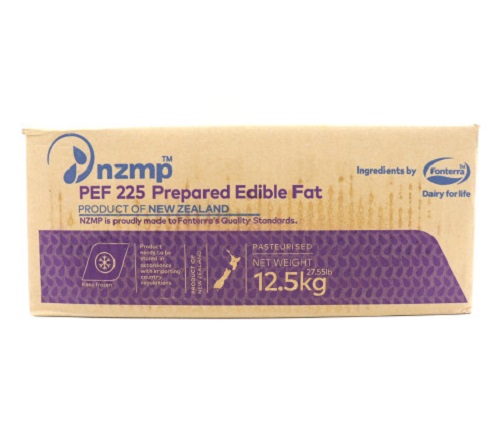 nzmp™
PEF 225 Prepared Edible Fat
PRODUCT OF NEW ZEALAND
NZMP is proudly made to Fonterra's Quality Standards.
Ingredients by
Fonterra™
Dairy for life
Keep frozen
Product
needs to be
stored in
accordance
with importing
country
regulations
PRODUCT OF
NEW ZEALAND
PASTEURISED
NET WEIGHT
27.55lb
12.5kg